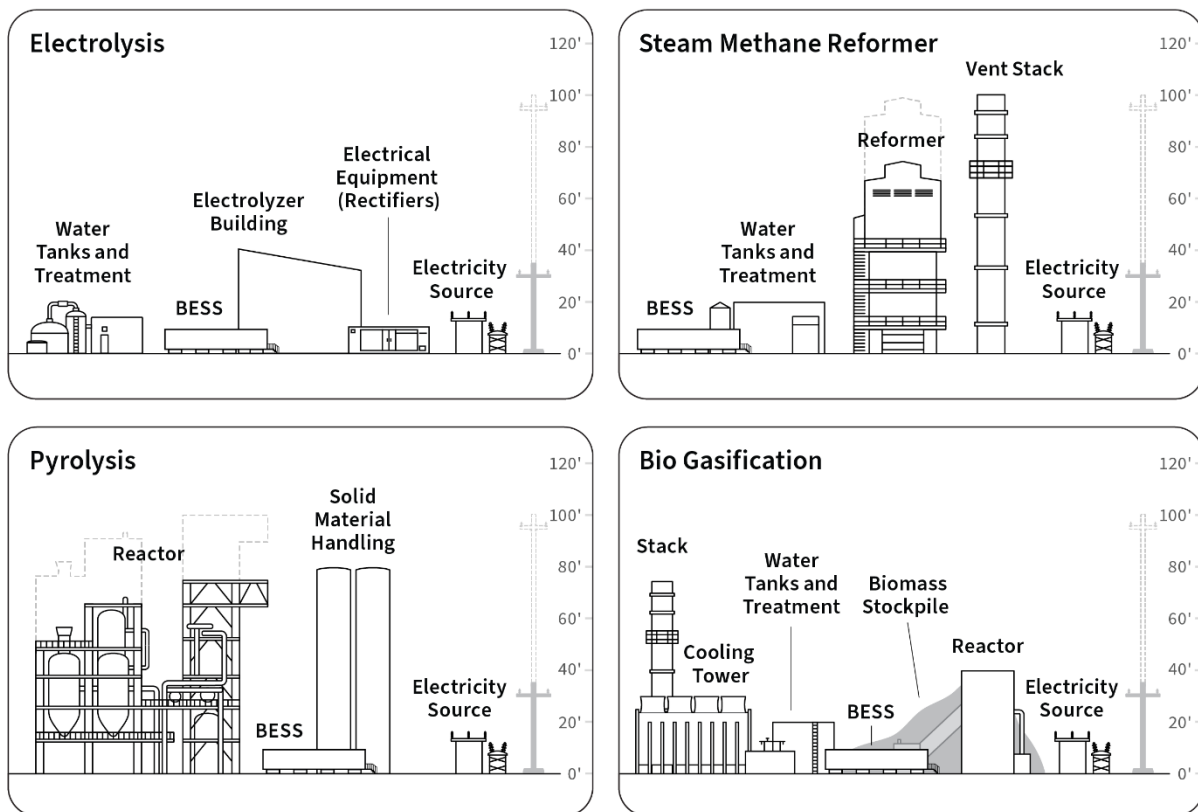 Electrolysis
120'
100'
80'
60'
40'
20'
0'
Water
Tanks and
Treatment
BESS
Electrolyzer
Building
Electrical
Equipment
(Rectifiers)
Electricity
Source
Steam Methane Reformer
120'
100'
80'
60'
40'
20'
0'
BESS
Water
Tanks and
Treatment
Reformer
Vent Stack
Electricity
Source
Pyrolysis
120'
100'
80'
60'
40'
20'
0'
Reactor
BESS
Solid
Material
Handling
Electricity
Source
Bio Gasification
120'
100'
80'
60'
40'
20'
0'
Stack
Cooling
Tower
Water
Tanks and
Treatment
BESS
Biomass
Stockpile
Reactor
Electricity
Source